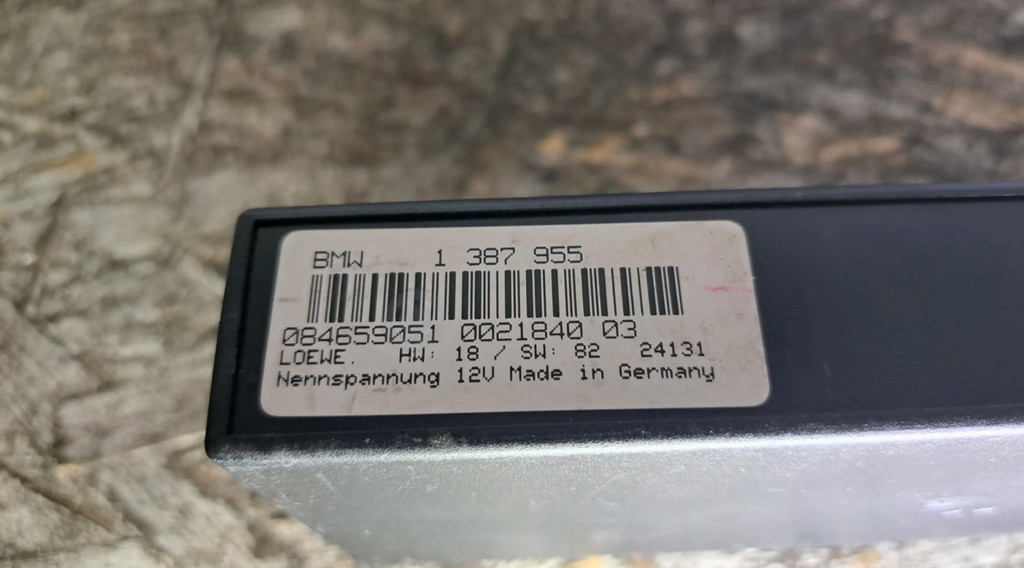 BMW 1 387 955
084659051 0021840 03
LOEWE. HW: 18 / SW: 82 24131
Nennspannung 12V Made in Germany